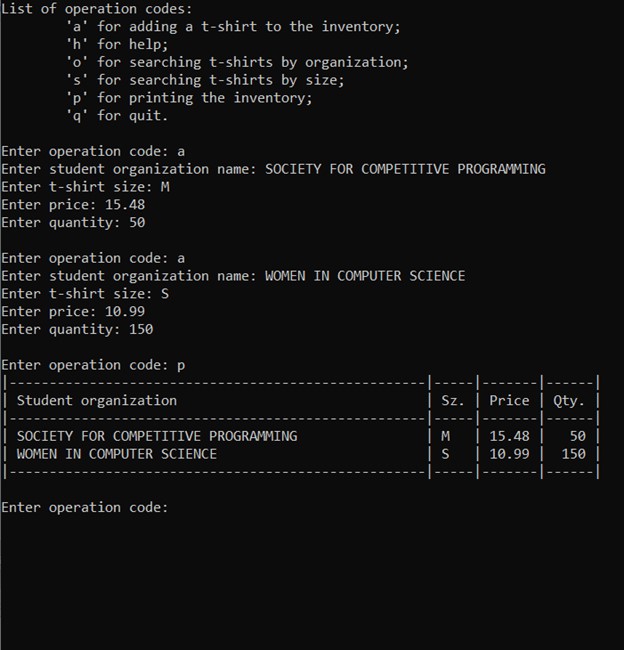 List of operation codes:
        'a' for adding a t-shirt to the inventory;
        'h' for help;
        'o' for searching t-shirts by organization;
        's' for searching t-shirts by size;
        'p' for printing the inventory;
        'q' for quit.

Enter operation code: a
Enter student organization name: SOCIETY FOR COMPETITIVE PROGRAMMING
Enter t-shirt size: M
Enter price: 15.48
Enter quantity: 50

Enter operation code: a
Enter student organization name: WOMEN IN COMPUTER SCIENCE
Enter t-shirt size: S
Enter price: 10.99
Enter quantity: 150

Enter operation code: p
|----------------------------------------------------|-----|-------|------|
| Student organization                               | Sz. | Price | Qty. |
|----------------------------------------------------|-----|-------|------|
| SOCIETY FOR COMPETITIVE PROGRAMMING                | M   | 15.48 |   50 |
| WOMEN IN COMPUTER SCIENCE                          | S   | 10.99 |  150 |
|----------------------------------------------------|-----|-------|------|

Enter operation code: